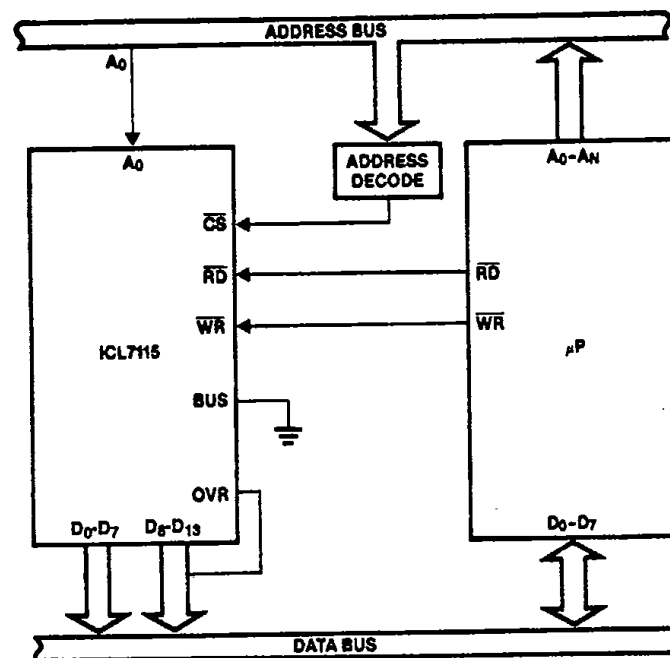 ADDRESS BUS
A0
A0
ADDRESS
DECODE
A0-AN
CS
RD
RD
WR
WR
ICL7115
μP
BUS
OVR
D0-D7
D8-D13
D0-D7
DATA BUS